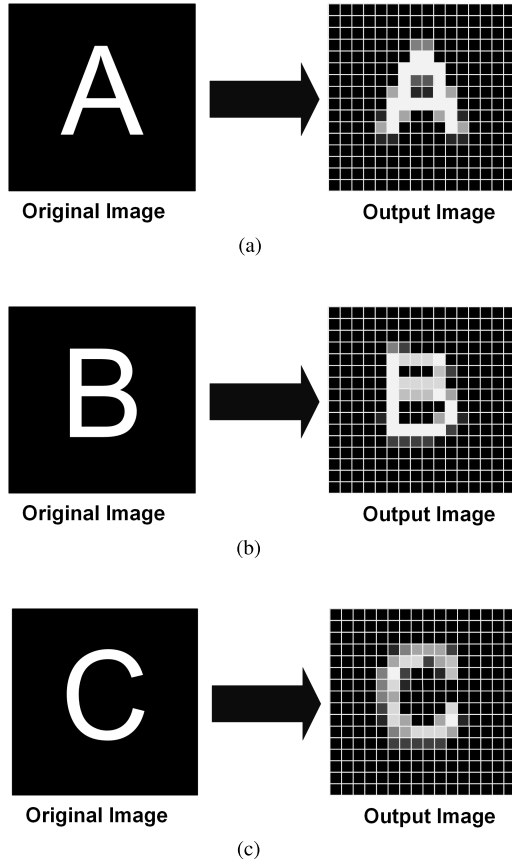 A A
Original Image Output Image
(a)
B B
Original Image Output Image
(b)
C C
Original Image Output Image
(c)